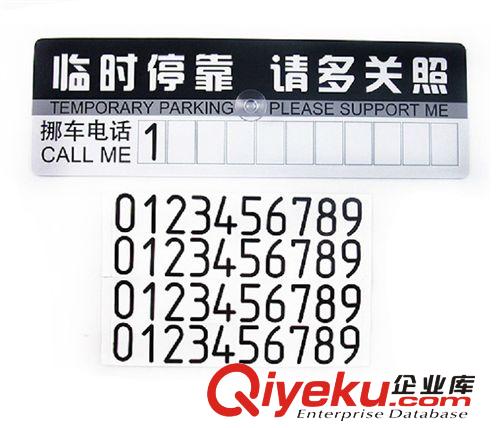 临时停靠 请多关照
TEMPORARY PARKING PLEASE SUPPORT ME
挪车电话
CALL ME 1
0123456789
0123456789
0123456789
0123456789
Qiyeku企业库
Enterprise Database